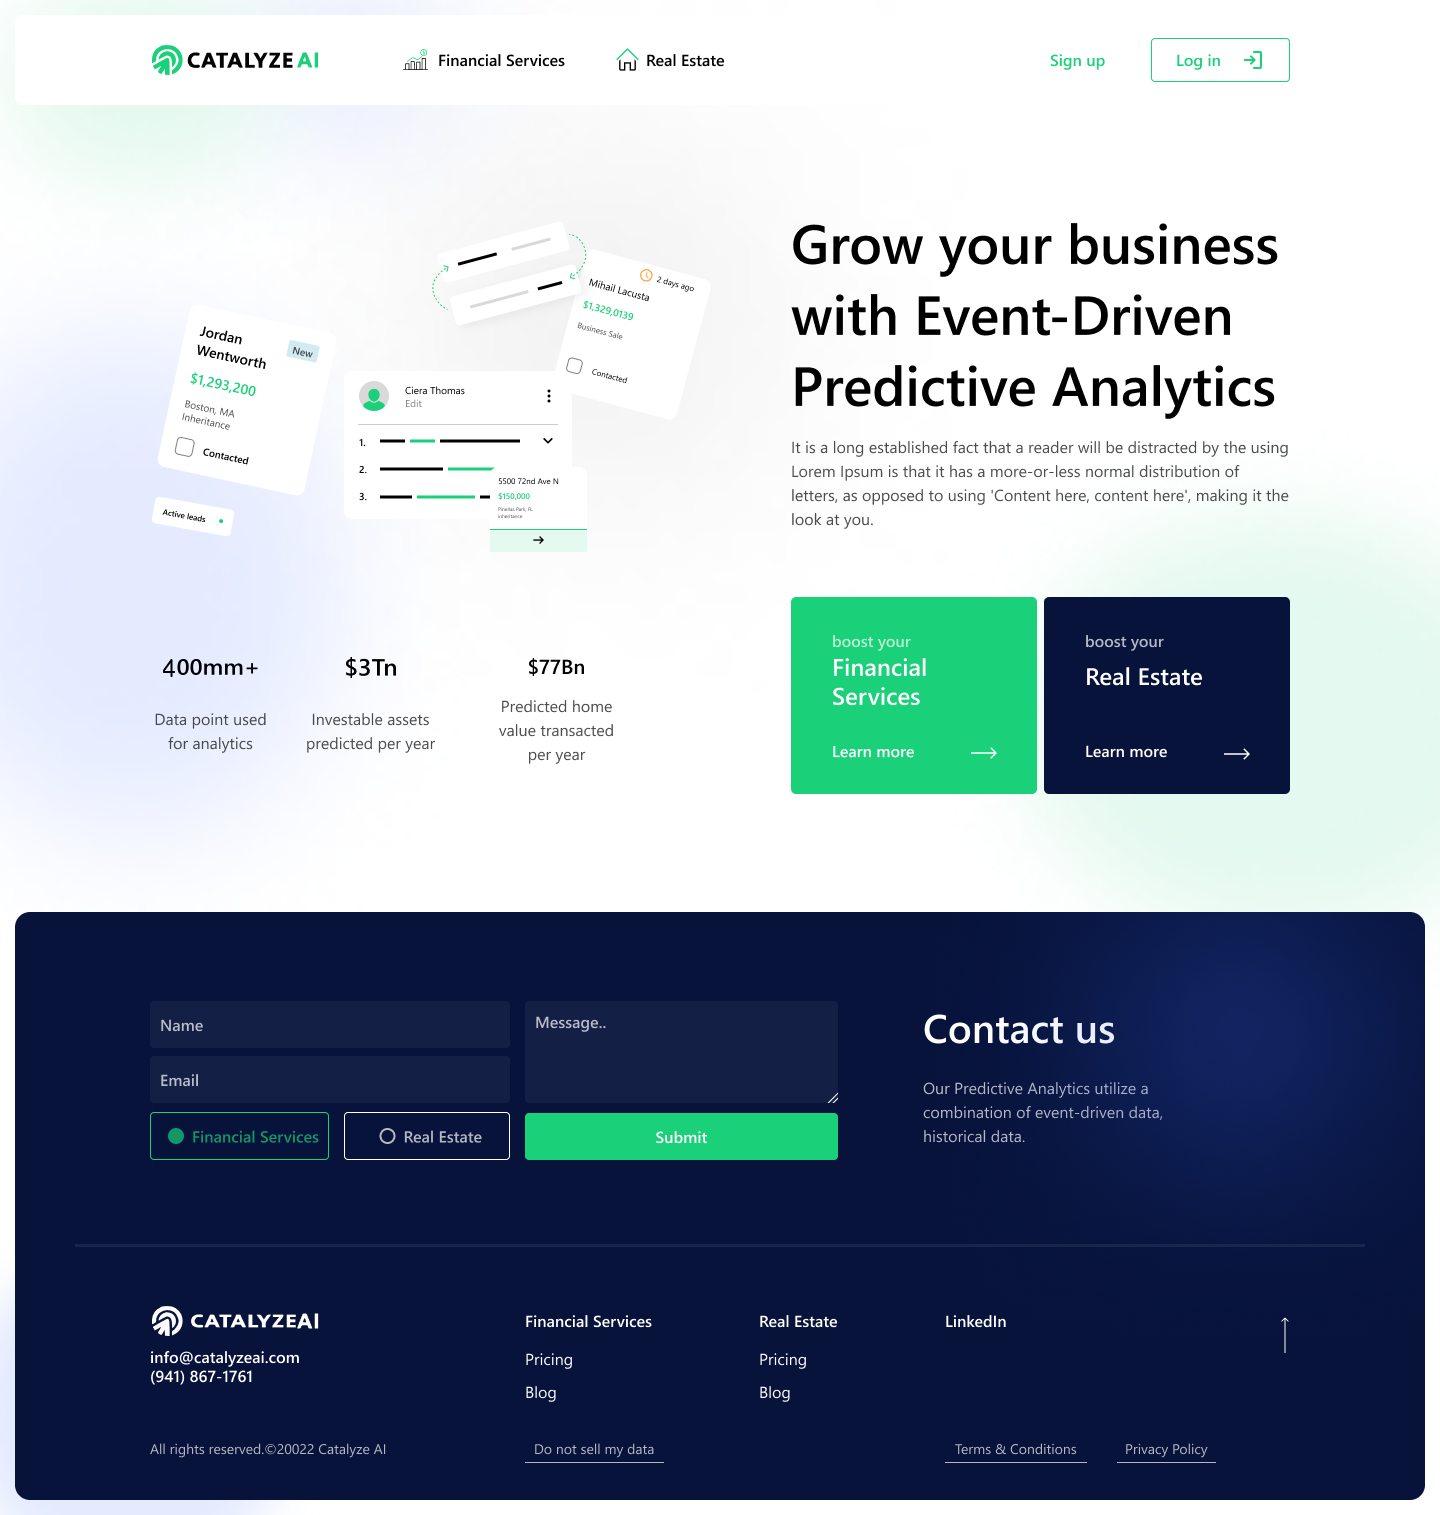 CATALYZE AI
Financial Services
Real Estate
Sign up
Log in
Grow your business
with Event-Driven
Predictive Analytics
It is a long established fact that a reader will be distracted by the using
Lorem Ipsum is that it has a more-or-less normal distribution of
letters, as opposed to using 'Content here, content here', making it the
look at you.
Jordan
Wentworth
New
$1,293,200
Boston, MA
Inheritance
Contacted
Active leads
2 days ago
Mihail Lacusta
$1,329,0139
Business Sale
Contacted
Ciera Thomas
Edit
1.
2.
3.
5500 72nd Ave N
$150,000
Pinellas Park, FL
inheritance
400mm+
Data point used
for analytics
$3Tn
Investable assets
predicted per year
$77Bn
Predicted home
value transacted
per year
boost your
Financial
Services
Learn more
boost your
Real Estate
Learn more
Name
Email
Financial Services
Real Estate
Message..
Submit
Contact us
Our Predictive Analytics utilize a
combination of event-driven data,
historical data.
CATALYZEAI
info@catalyzeai.com
(941) 867-1761
Financial Services
Pricing
Blog
Real Estate
Pricing
Blog
LinkedIn
All rights reserved.©20022 Catalyze AI
Do not sell my data
Terms & Conditions
Privacy Policy